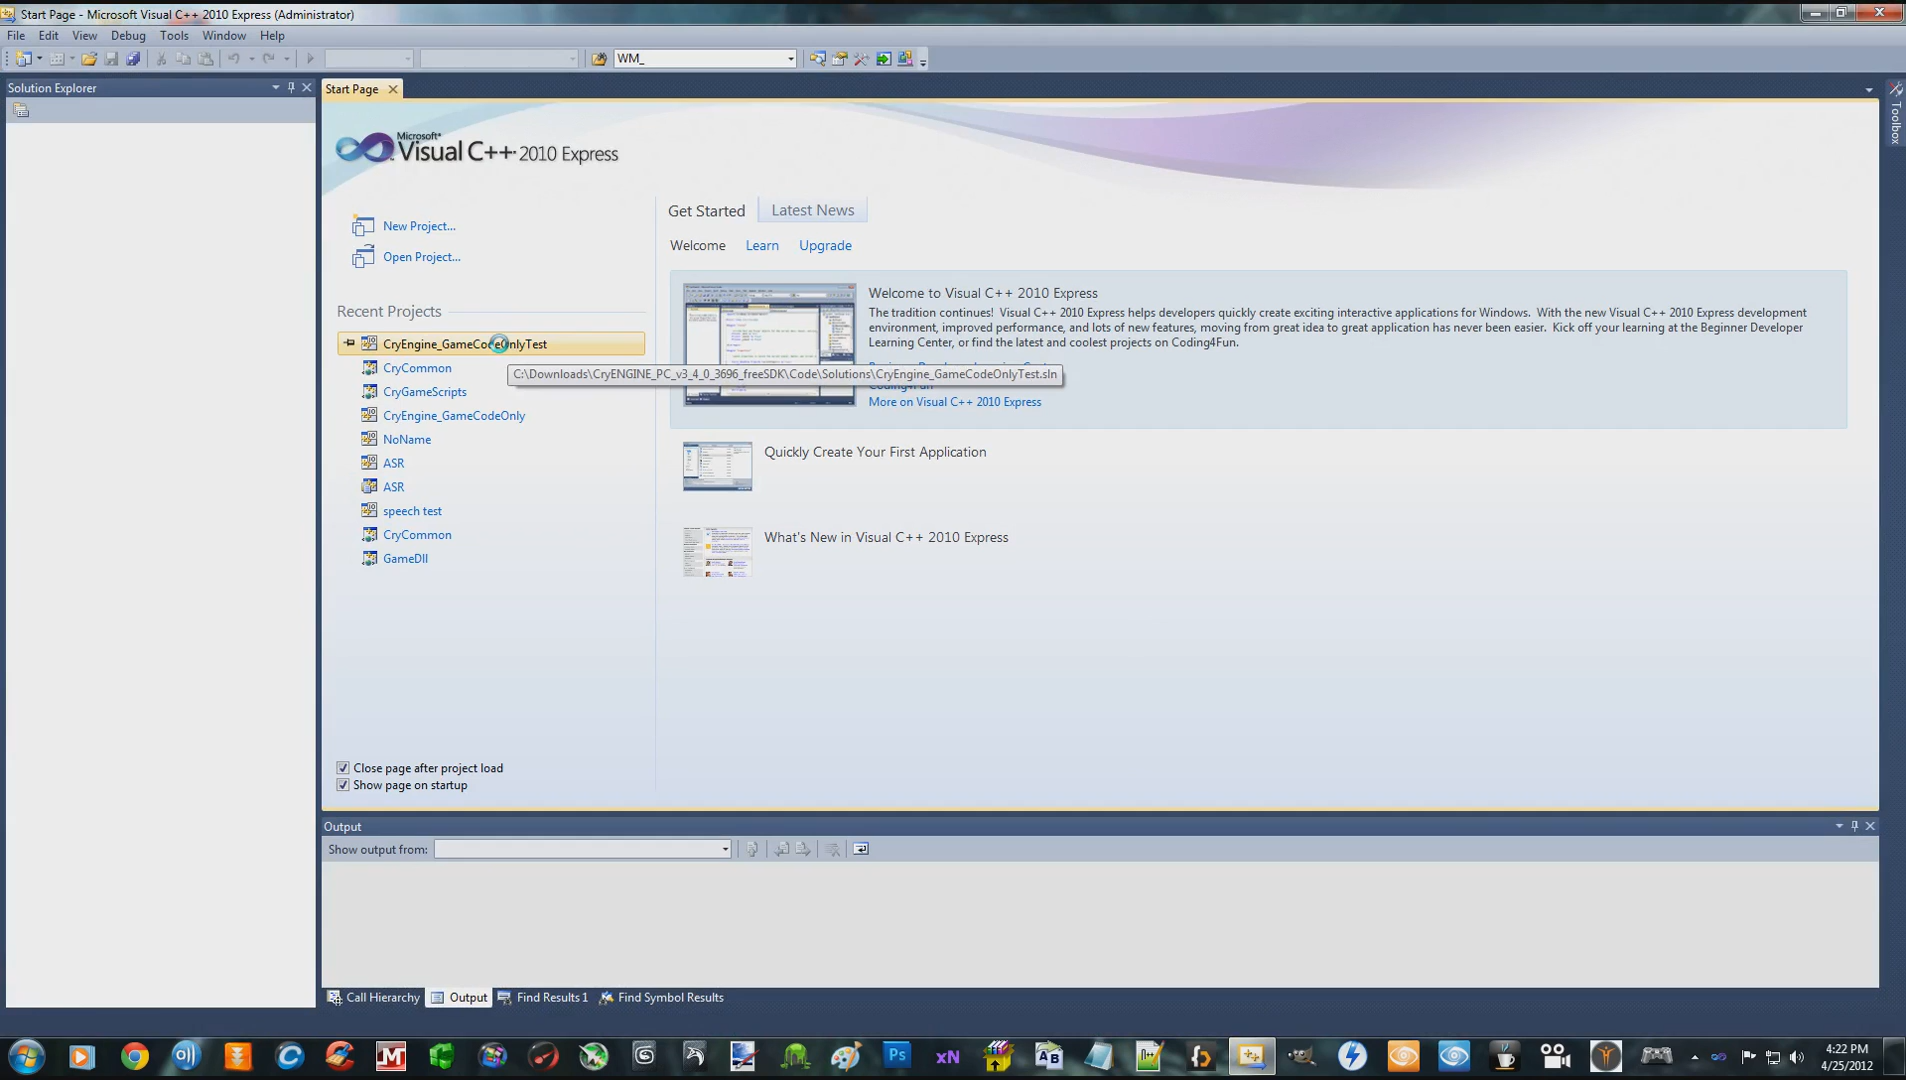 Start Page - Microsoft Visual C++ 2010 Express (Administrator)
File Edit View Debug Tools Window Help
WM_
Solution Explorer
Start Page
Toolbox
Microsoft®
Visual C++ 2010 Express
New Project...
Open Project...
Recent Projects
CryEngine_GameCodeOnlyTest
CryCommon
CryGameScripts
CryEngine_GameCodeOnly
NoName
ASR
ASR
speech test
CryCommon
GameDll
Close page after project load
Show page on startup
Get Started Latest News
Welcome Learn Upgrade
Welcome to Visual C++ 2010 Express
The tradition continues! Visual C++ 2010 Express helps developers quickly create exciting interactive applications for Windows. With the new Visual C++ 2010 Express development
environment, improved performance, and lots of new features, moving from great idea to great application has never been easier. Kick off your learning at the Beginner Developer
Learning Center, or find the latest and coolest projects on Coding4Fun.
C:\Downloads\CryENGINE_PC_v3_4_0_3696_freeSDK\Code\Solutions\CryEngine_GameCodeOnlyTest.sln
Coding4Fun
More on Visual C++ 2010 Express
Quickly Create Your First Application
What's New in Visual C++ 2010 Express
Output
Show output from:
Call Hierarchy Output Find Results 1 Find Symbol Results
Ps
xN
AB
4:22 PM
4/25/2012